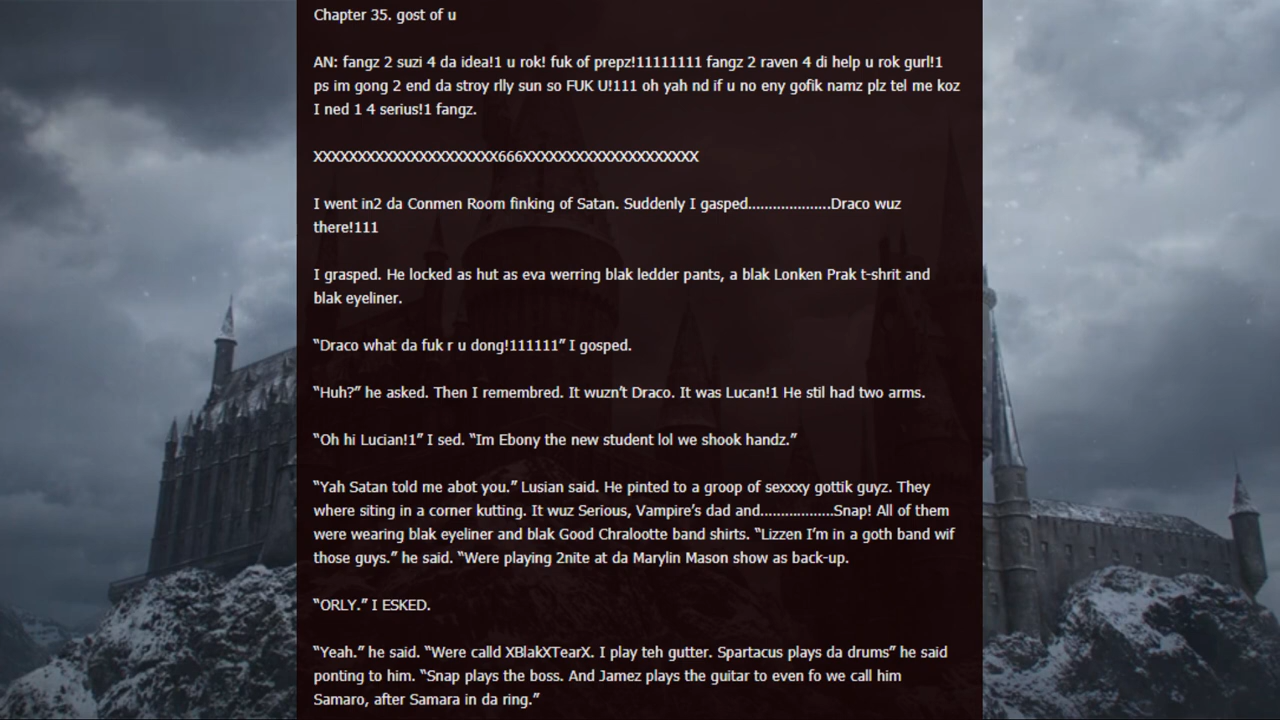 Chapter 35. gost of u
AN: fangz 2 suzi 4 da idea!1 u rok! fuk of prepz!11111111 fangz 2 raven 4 di help u rok gurl!1
ps im gong 2 end da stroy rlly sun so FUK U!111 oh yah nd if u no eny gofik namz plz tel me koz
I ned 1 4 serius!1 fangz.
XXXXXXXXXXXXXXXXXXXXX666XXXXXXXXXXXXXXXXXXXX
I went in2 da Conmen Room finking of Satan. Suddenly I gasped....................Draco wuz
there!111
I grasped. He locked as hut as eva werring blak ledder pants, a blak Lonken Prak t-shrit and
blak eyeliner.
“Draco what da fuk r u dong!111111” I gosped.
“Huh?” he asked. Then I remembred. It wuzn’t Draco. It was Lucan!1 He stil had two arms.
“Oh hi Lucian!1” I sed. “Im Ebony the new student lol we shook handz.”
“Yah Satan told me abot you.” Lusian said. He pinted to a groop of sexxxy gottik guyz. They
where siting in a corner kutting. It wuz Serious, Vampire’s dad and..................Snap! All of them
were wearing blak eyeliner and blak Good Chralootte band shirts. “Lizzen I’m in a goth band wif
those guys.” he said. “Were playing 2nite at da Marylin Mason show as back-up.
“ORLY.” I ESKED.
“Yeah.” he said. “Were calld XBlakXTearX. I play teh gutter. Spartacus plays da drums” he said
ponting to him. “Snap plays the boss. And Jamez plays the guitar to even fo we call him
Samaro, after Samara in da ring.”